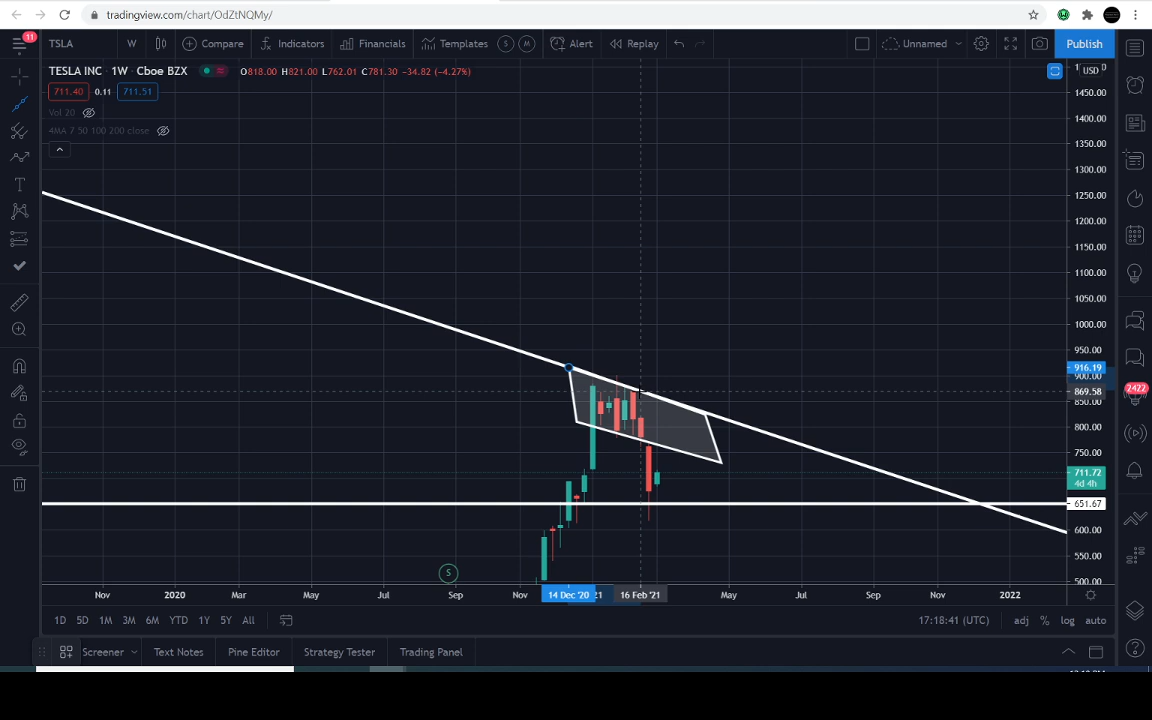 tradingview.com/chart/OdZtNQMy/
11
TSLA W Compare Indicators Financials Templates S M Alert Replay Unnamed Publish
TESLA INC · 1W · Cboe BZX O818.00 H821.00 L762.01 C781.30 −34.82 (−4.27%)
USD
711.40 0.11 711.51
1450.00
Vol 20
1400.00
4MA 7 50 100 200 close
1350.00
1300.00
1250.00
1200.00
1150.00
1100.00
1050.00
1000.00
950.00
916.19
900.00
869.58
2422
850.00
800.00
750.00
711.72
4d 4h
651.67
600.00
550.00
S
500.00
Nov 2020 Mar May Jul Sep Nov 14 Dec '20 21 16 Feb '21 May Jul Sep Nov 2022
1D 5D 1M 3M 6M YTD 1Y 5Y All 17:18:41 (UTC) adj % log auto
Screener Text Notes Pine Editor Strategy Tester Trading Panel